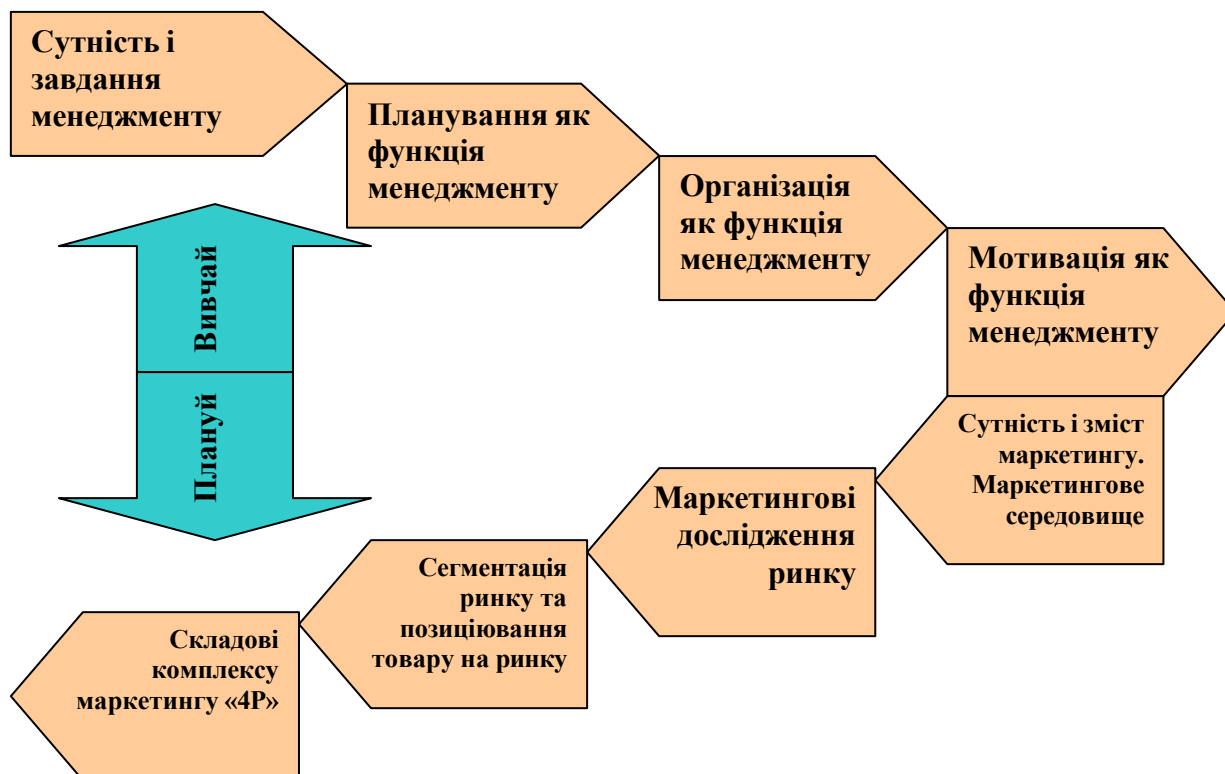 Сутність і
завдання
менеджменту
Планування як
функція
менеджменту
Організація
як функція
менеджменту
Мотивація як
функція
менеджменту
Вивчай
Плануй
Сутність і зміст
маркетингу.
Маркетингове
середовище
Маркетингові
дослідження
ринку
Сегментація
ринку та
позиціювання
товару на ринку
Складові
комплексу
маркетингу «4Р»